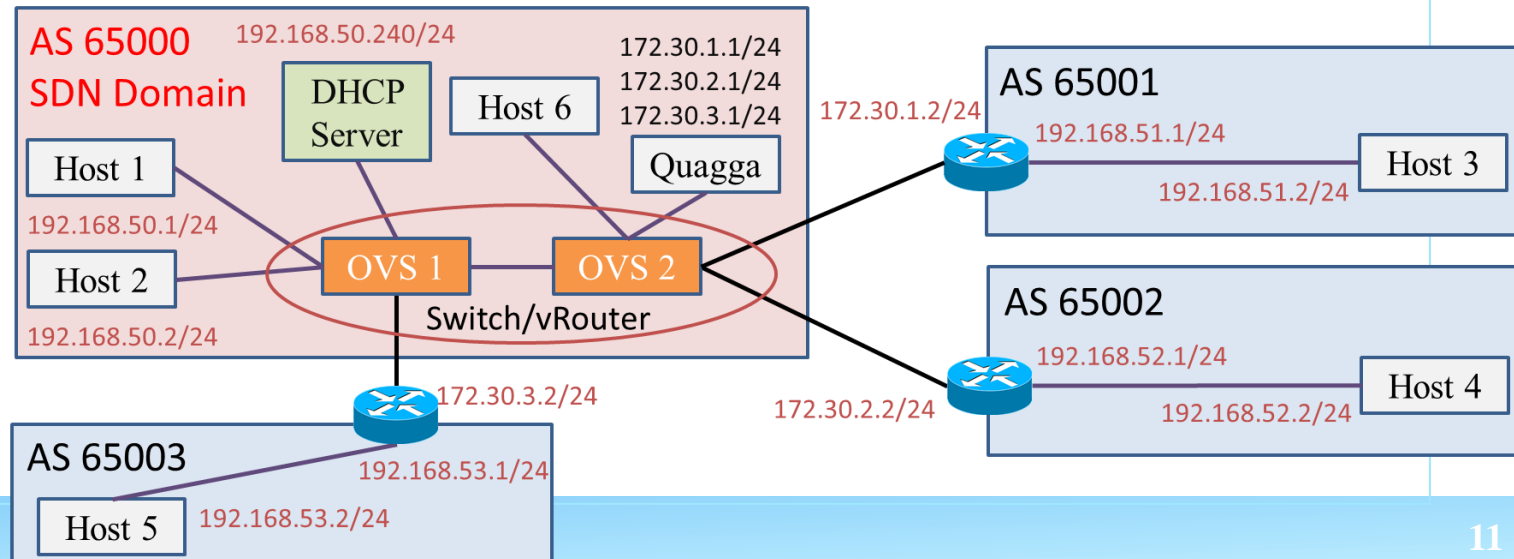 AS 65000
SDN Domain
192.168.50.240/24
DHCP
Server
Host 6
172.30.1.1/24
172.30.2.1/24
172.30.3.1/24
Quagga
Host 1
192.168.50.1/24
Host 2
192.168.50.2/24
OVS 1
OVS 2
Switch/vRouter
172.30.1.2/24
AS 65001
192.168.51.1/24
Host 3
192.168.51.2/24
AS 65002
192.168.52.1/24
Host 4
172.30.2.2/24
192.168.52.2/24
172.30.3.2/24
AS 65003
192.168.53.1/24
Host 5
192.168.53.2/24
11